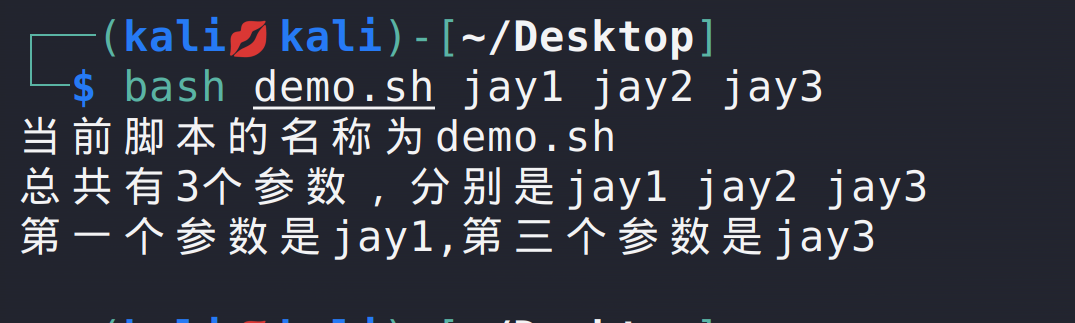 ┌──(kali💋kali)-[~/Desktop]
└─$ bash demo.sh jay1 jay2 jay3
当前脚本的名称为demo.sh
总共有3个参数，分别是jay1 jay2 jay3
第一个参数是jay1,第三个参数是jay3